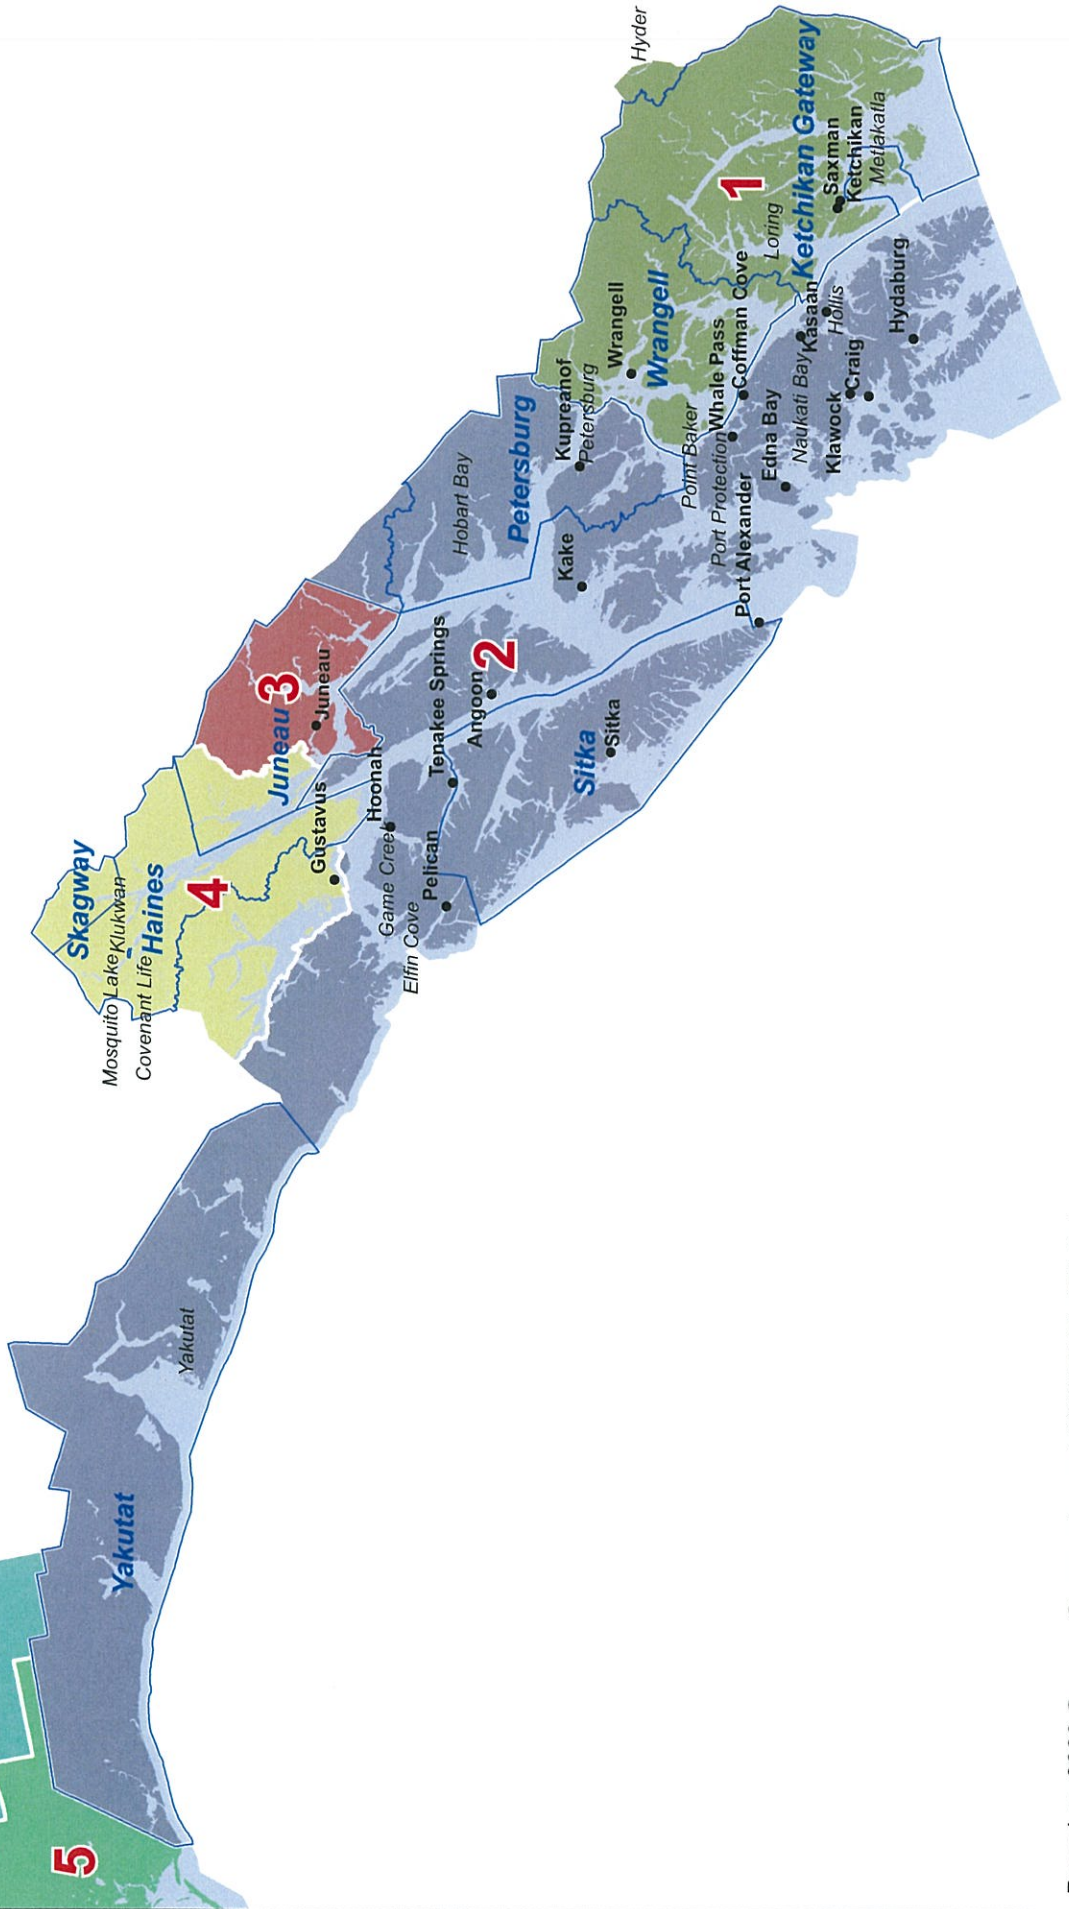 5
Yakutat
Yakutat
Skagway
Mosquito Lake
Klukwan
Covenant Life
Haines
4
Gustavus
Juneau
3
Juneau
Hoonah
Game Creek
Elfin Cove
Pelican
Tenakee Springs
Angoon
2
Sitka
Sitka
Hobart Bay
Petersburg
Kake
Kupreanof
Petersburg
Wrangell
Wrangell
Hyder
Point Baker
Port Protection
Whale Pass
Coffman Cove
Port Alexander
Edna Bay
Naukati Bay
Kasaan
Hollis
Klawock
Craig
Hydaburg
1
Loring
Ketchikan Gateway
Saxman
Ketchikan
Metlakatla